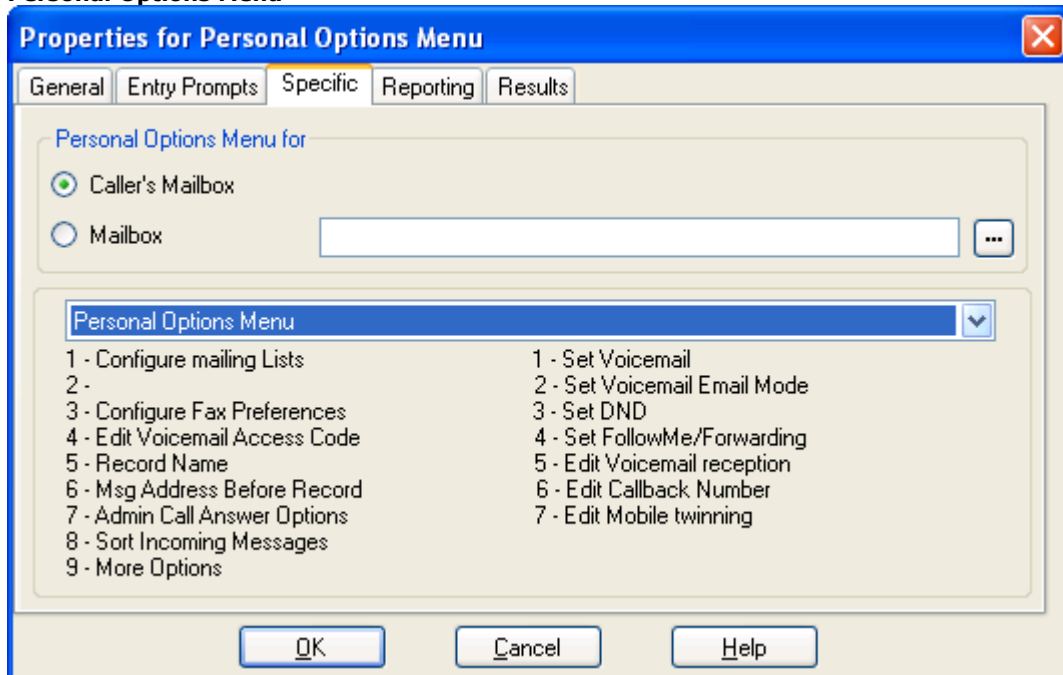 Personal Options Menu
Properties for Personal Options Menu
General Entry Prompts Specific Reporting Results
Personal Options Menu for
Caller's Mailbox
Mailbox ...
Personal Options Menu
1 - Configure mailing Lists
2 -
3 - Configure Fax Preferences
4 - Edit Voicemail Access Code
5 - Record Name
6 - Msg Address Before Record
7 - Admin Call Answer Options
8 - Sort Incoming Messages
9 - More Options
1 - Set Voicemail
2 - Set Voicemail Email Mode
3 - Set DND
4 - Set FollowMe/Forwarding
5 - Edit Voicemail reception
6 - Edit Callback Number
7 - Edit Mobile twinning
OK Cancel Help